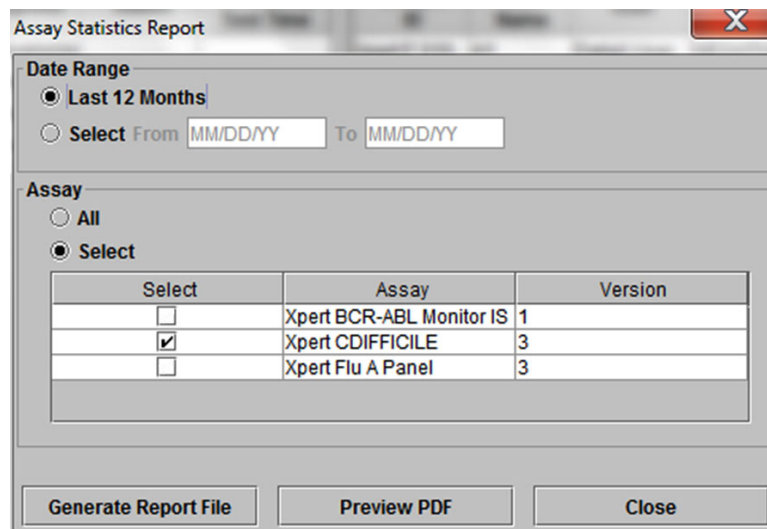 Assay Statistics Report
Date Range
Last 12 Months
Select From MM/DD/YY To MM/DD/YY
Assay
All
Select
Select Assay Version
Xpert BCR-ABL Monitor IS 1
Xpert CDIFFICILE 3
Xpert Flu A Panel 3
Generate Report File Preview PDF Close